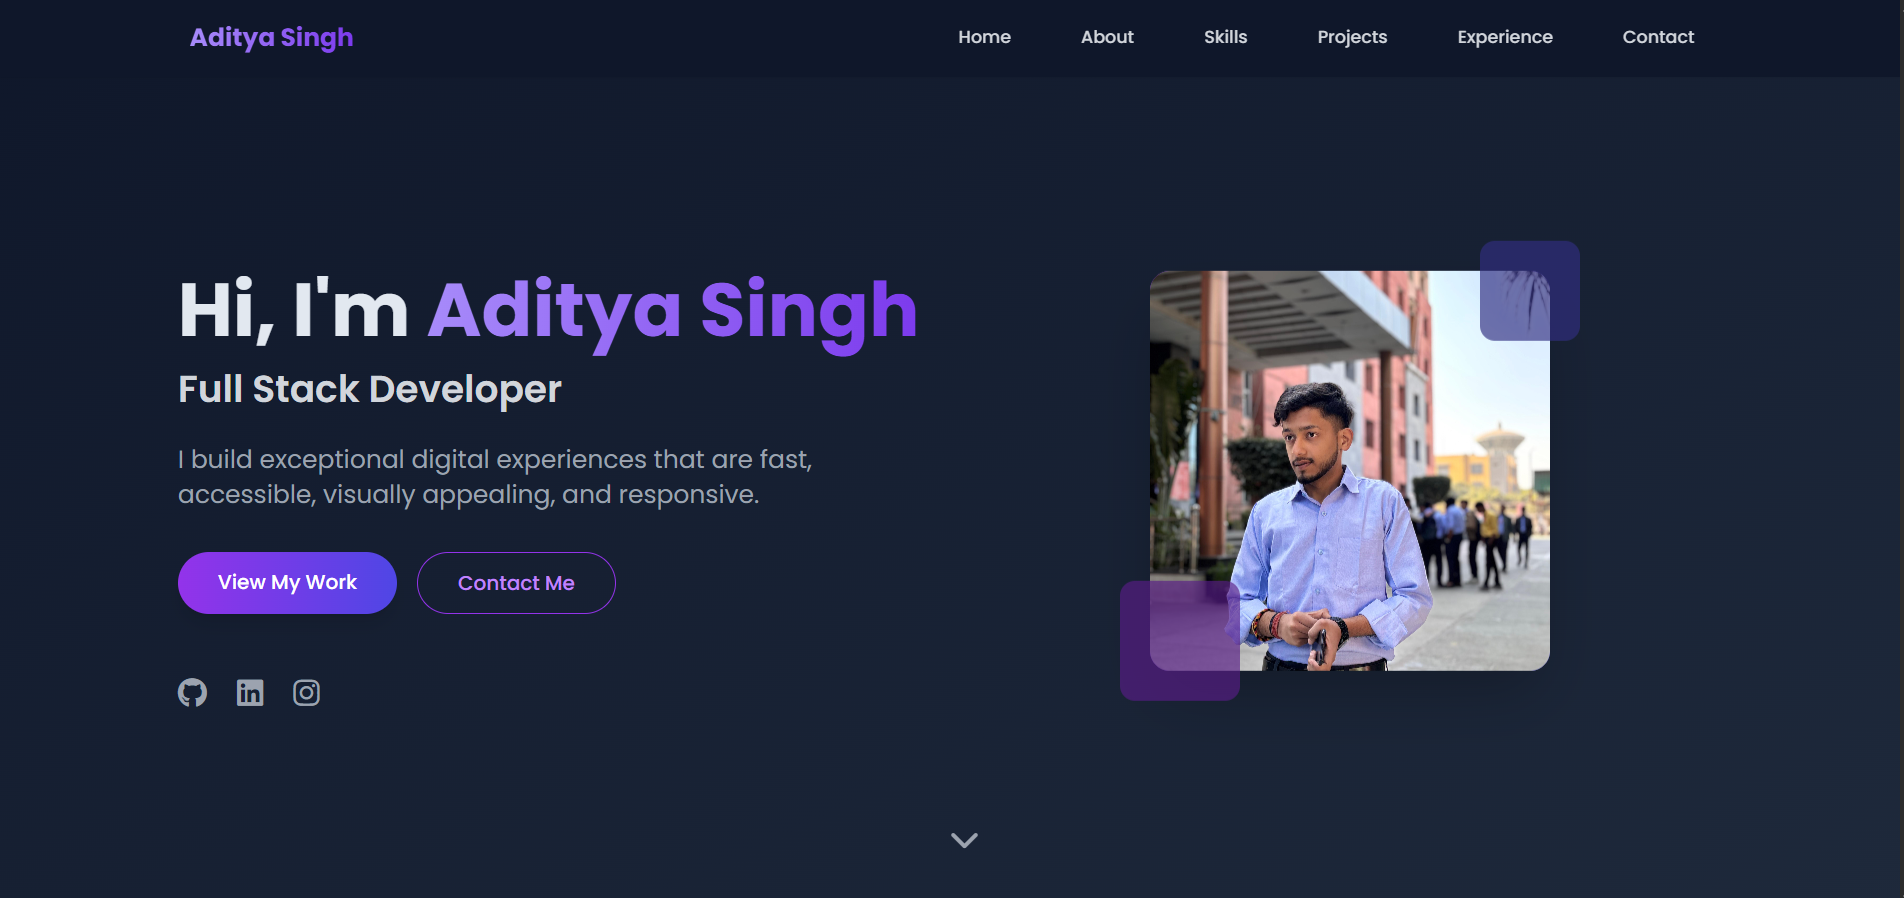 Aditya Singh
Home About Skills Projects Experience Contact
Hi, I'm Aditya Singh
Full Stack Developer
I build exceptional digital experiences that are fast,
accessible, visually appealing, and responsive.
View My Work
Contact Me